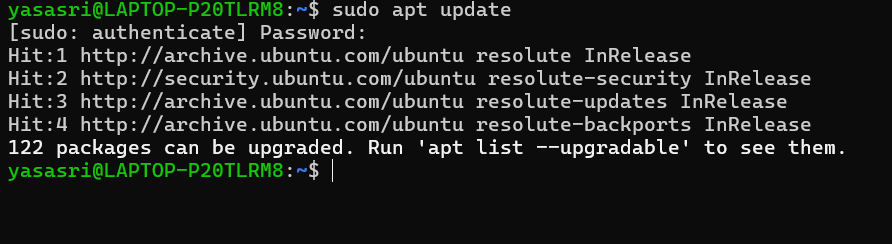 yasasri@LAPTOP-P20TLRM8:~$ sudo apt update
[sudo: authenticate] Password:
Hit:1 http://archive.ubuntu.com/ubuntu resolute InRelease
Hit:2 http://security.ubuntu.com/ubuntu resolute-security InRelease
Hit:3 http://archive.ubuntu.com/ubuntu resolute-updates InRelease
Hit:4 http://archive.ubuntu.com/ubuntu resolute-backports InRelease
122 packages can be upgraded. Run 'apt list --upgradable' to see them.
yasasri@LAPTOP-P20TLRM8:~$